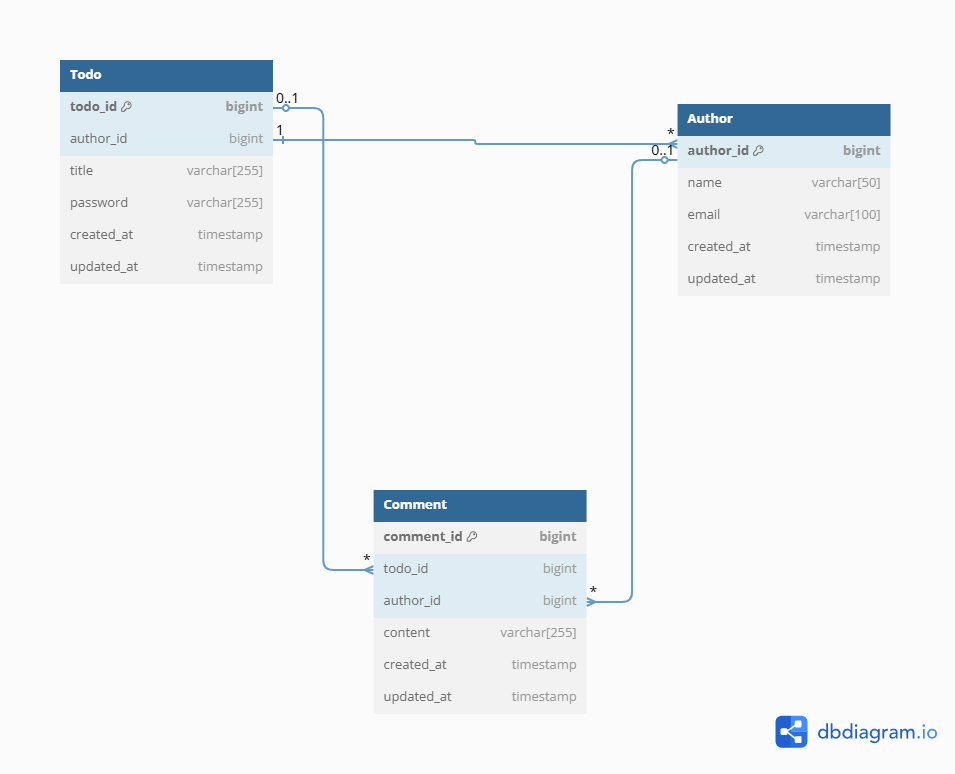 Todo
todo_id bigint
author_id bigint
title varchar[255]
password varchar[255]
created_at timestamp
updated_at timestamp
0..1
1
*
0..1
Author
author_id bigint
name varchar[50]
email varchar[100]
created_at timestamp
updated_at timestamp
Comment
comment_id bigint
* todo_id bigint
author_id bigint *
content varchar[255]
created_at timestamp
updated_at timestamp
dbdiagram.io